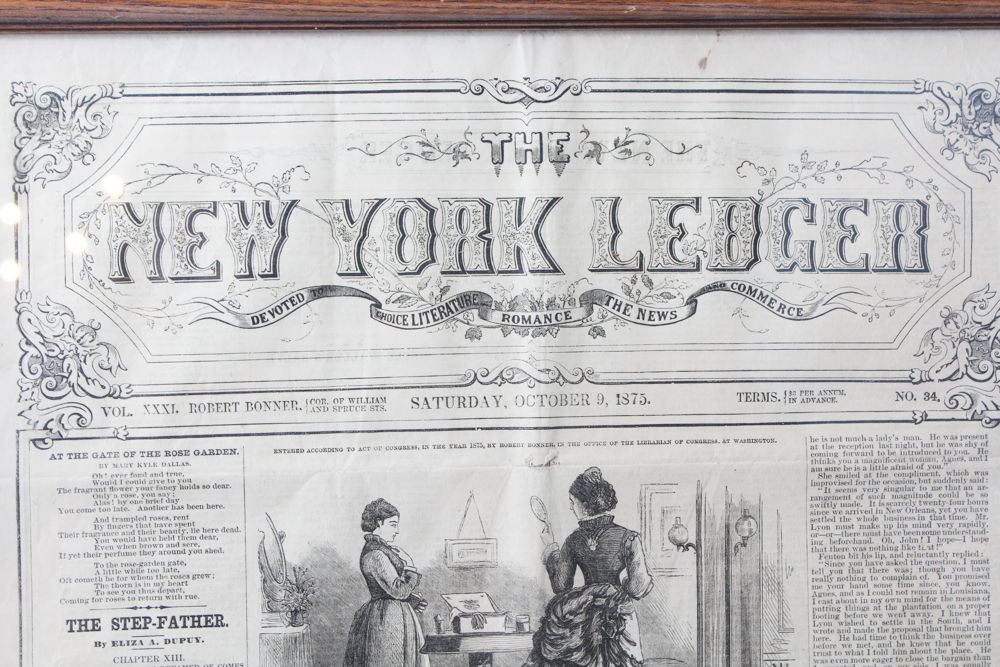 THE
NEW YORK LEDGER
DEVOTED TO CHOICE LITERATURE, ROMANCE THE NEWS AND COMMERCE
VOL. XXXI. ROBERT BONNER, {COR. OF WILLIAM AND SPRUCE STS. SATURDAY, OCTOBER 9, 1875. TERMS. {$3 PER ANNUM, IN ADVANCE. NO. 34,
ENTERED ACCORDING TO ACT OF CONGRESS, IN THE YEAR 1875, BY ROBERT BONNER, IN THE OFFICE OF THE LIBRARIAN OF CONGRESS, AT WASHINGTON.
AT THE GATE OF THE ROSE GARDEN.
BY MARY KYLE DALLAS.
Oh! ever fond and true,
Would I could give to you
The fragrant flower your fancy holds so dear.
Only a rose, you say;
Alas! by one brief day
You come too late. Another has been here.
And trampled roses, rent
By fingers that have spent
Their fragrance and their beauty, lie here dead.
You would have held them dear,
Even when brown and sere,
If yet their perfume they around you shed.
To the rose-garden gate,
A little while too late,
Oft cometh he for whom the roses grew;
The thorn is in my heart
To see you thus depart,
Coming for roses to return with rue.
THE STEP-FATHER.
By ELIZA A. DUPUY.
CHAPTER XIII.
he is not much a lady's man. He was present
at the reception last night, but he was shy of
coming forward to be introduced to you. He
thinks you a magnificent woman, Agnes, and I
am sure he is a little afraid of you."
She smiled at the compliment, which was
improvised for the occasion, but suddenly said:
"It seems very singular to me that an ar-
rangement of such magnitude could be so
swiftly made. It is scarcely twenty-four hours
since we arrived in New Orleans, yet you have
settled the whole business in that time. Mr.
Lyon must make up his mind very rapidly,
or—or—there must have been some understand-
ing beforehand. Oh, John! I hope—I hope
that there was nothing like that!"
Fenton bit his lip, and reluctantly replied:
"Since you have asked the question, I must
tell you that there was; though you have
really nothing to complain of. You promised
me your hand some time since, you know,
Agnes, and as I could not remain in Louisiana,
I cast about in my own mind for the means of
putting things at the plantation on a proper
footing before we went away. I knew that
Lyon wished to settle in the South, and I
wrote and made the proposal that brought him
here. He had time to think the business over
before we met, and he knew that he could
trust to what I told him about the place. He
was even more eager to close the bargain than